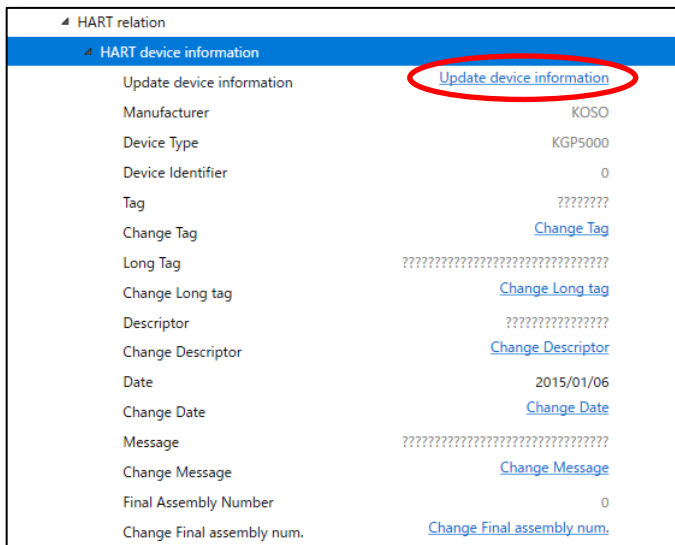 HART relation
HART device information
Update device information Update device information
Manufacturer KOSO
Device Type KGP5000
Device Identifier 0
Tag ????????
Change Tag Change Tag
Long Tag ????????????????????????????????
Change Long tag Change Long tag
Descriptor ????????????????
Change Descriptor Change Descriptor
Date 2015/01/06
Change Date Change Date
Message ????????????????????????????????
Change Message Change Message
Final Assembly Number 0
Change Final assembly num. Change Final assembly num.